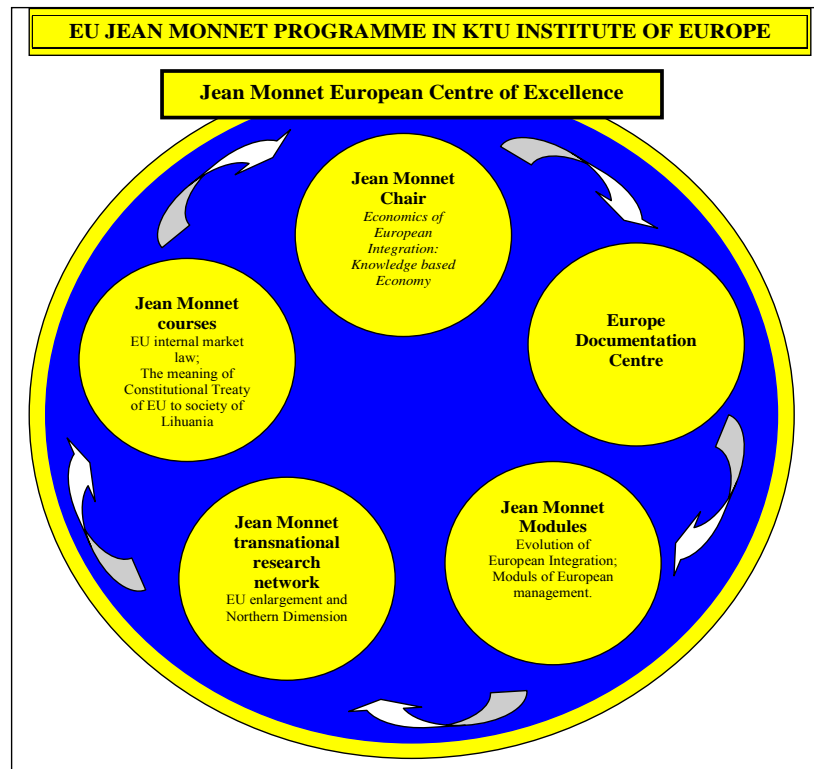 EU JEAN MONNET PROGRAMME IN KTU INSTITUTE OF EUROPE
Jean Monnet European Centre of Excellence
Jean Monnet
Chair
Economics of
European
Integration:
Knowledge based
Economy
Europe
Documentation
Centre
Jean Monnet
Modules
Evolution of
European Integration;
Moduls of European
management.
Jean Monnet
transnational
research
network
EU enlargement and
Northern Dimension
Jean Monnet
courses
EU internal market
law;
The meaning of
Constitutional Treaty
of EU to society of
Lihuania